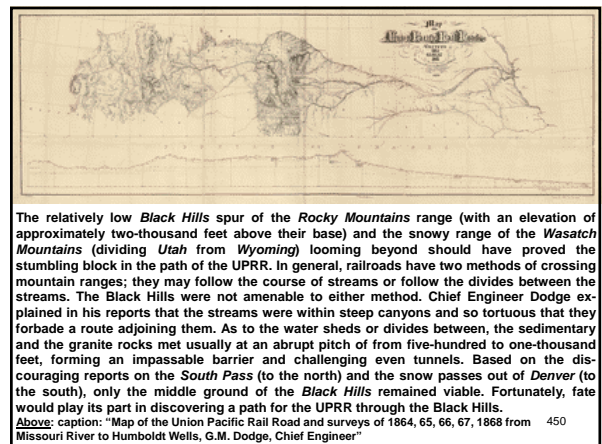 Map
The relatively low Black Hills spur of the Rocky Mountains range (with an elevation of
approximately two-thousand feet above their base) and the snowy range of the Wasatch
Mountains (dividing Utah from Wyoming) looming beyond should have proved the
stumbling block in the path of the UPRR. In general, railroads have two methods of crossing
mountain ranges; they may follow the course of streams or follow the divides between the
streams. The Black Hills were not amenable to either method. Chief Engineer Dodge ex-
plained in his reports that the streams were within steep canyons and so tortuous that they
forbade a route adjoining them. As to the water sheds or divides between, the sedimentary
and the granite rocks met usually at an abrupt pitch of from five-hundred to one-thousand
feet, forming an impassable barrier and challenging even tunnels. Based on the dis-
couraging reports on the South Pass (to the north) and the snow passes out of Denver (to
the south), only the middle ground of the Black Hills remained viable. Fortunately, fate
would play its part in discovering a path for the UPRR through the Black Hills.
Above: caption: “Map of the Union Pacific Rail Road and surveys of 1864, 65, 66, 67, 1868 from
Missouri River to Humboldt Wells, G.M. Dodge, Chief Engineer”
450